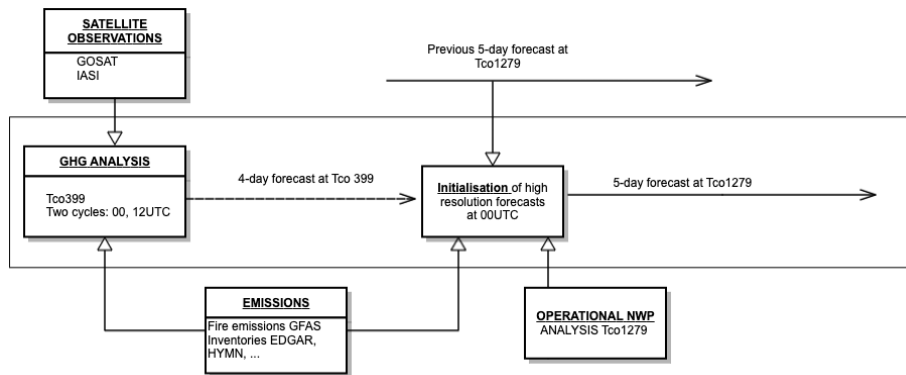 SATELLITE
OBSERVATIONS
GOSAT
IASI
Previous 5-day forecast at
Tco1279
GHG ANALYSIS
Tco399
Two cycles: 00, 12UTC
4-day forecast at Tco 399
Initialisation of high
resolution forecasts
at 00UTC
5-day forecast at Tco1279
EMISSIONS
Fire emissions GFAS
Inventories EDGAR,
HYMN, ...
OPERATIONAL NWP
ANALYSIS Tco1279